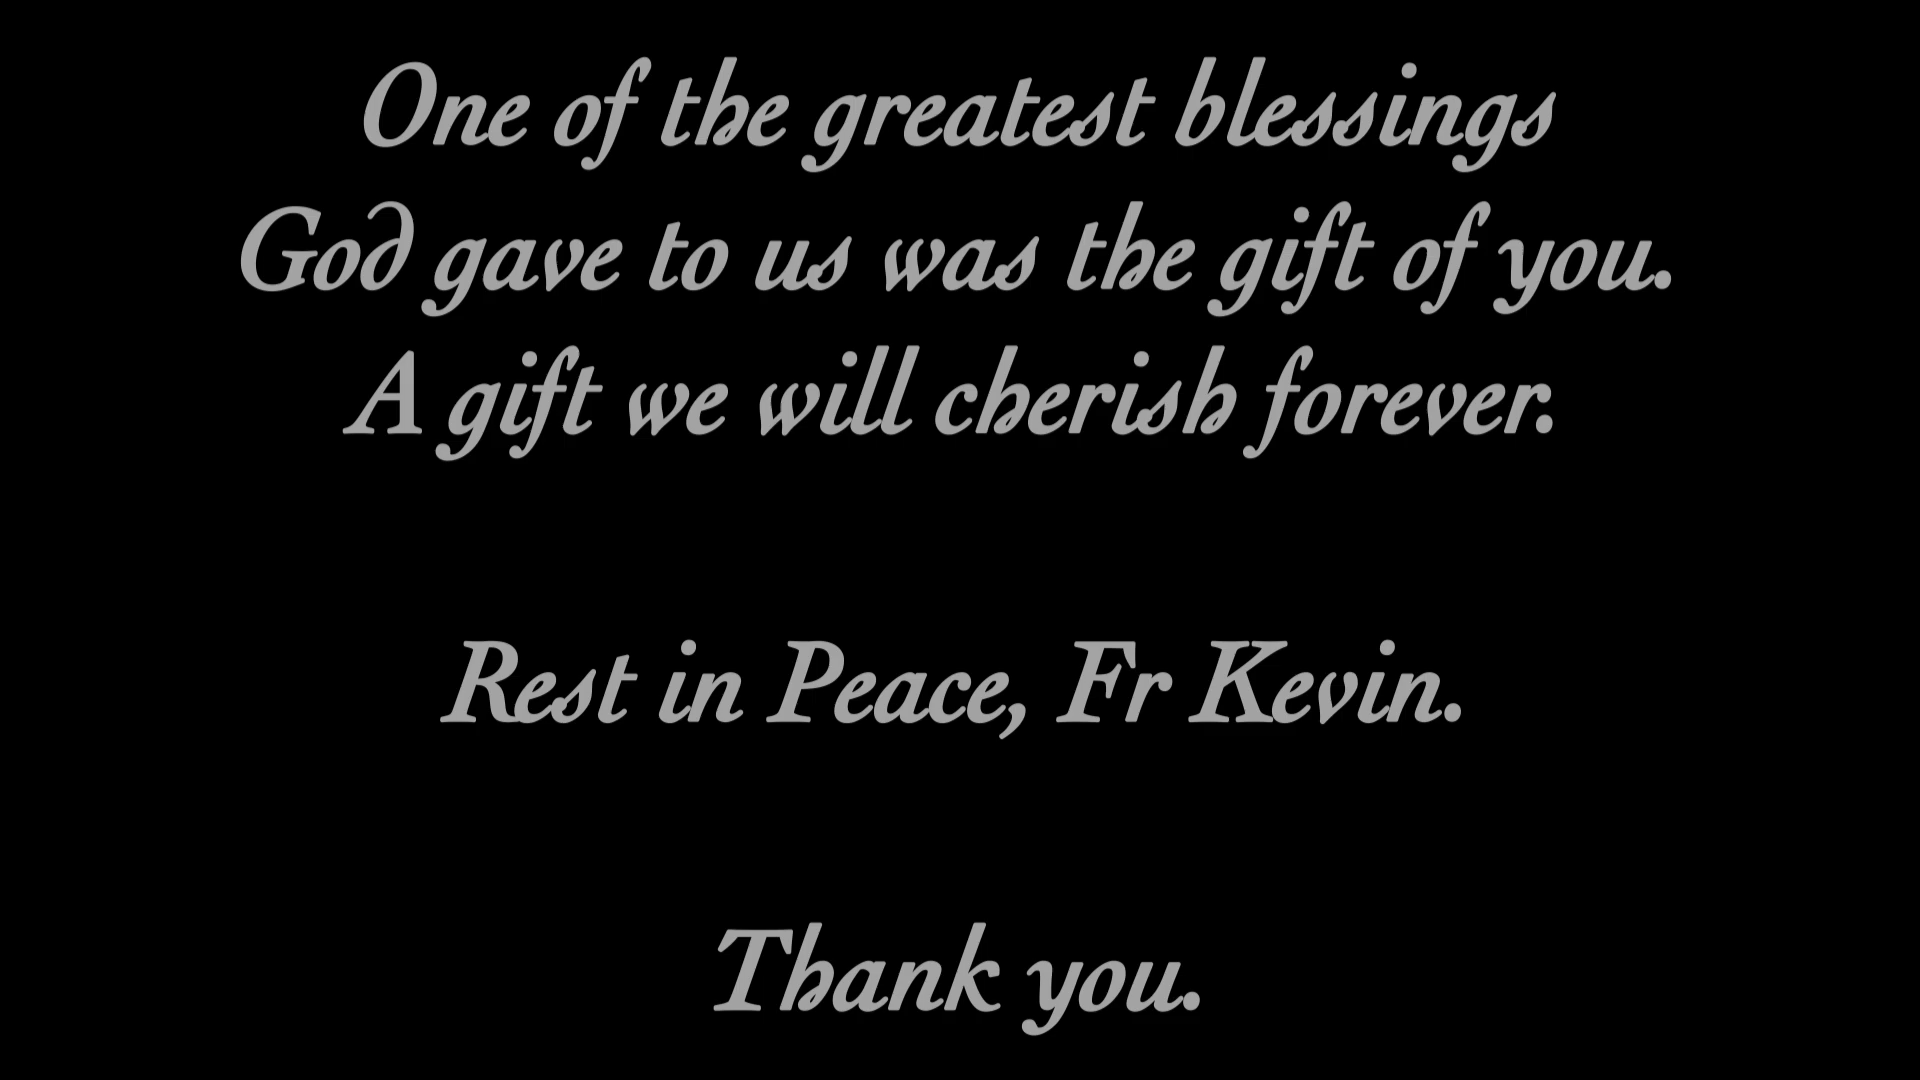 One of the greatest blessings
God gave to us was the gift of you.
A gift we will cherish forever.
Rest in Peace, Fr Kevin.
Thank you.